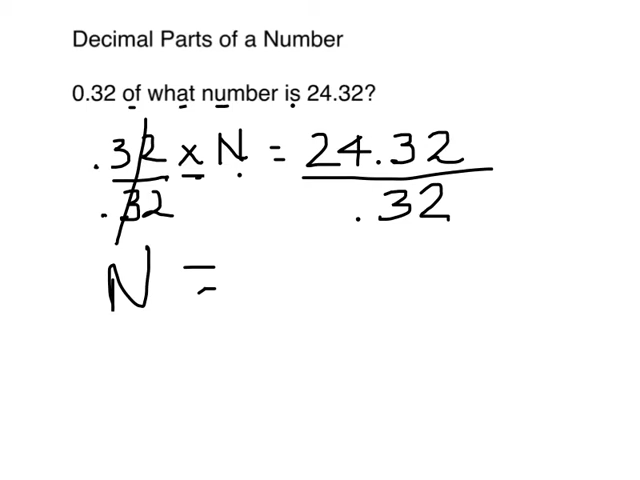 Decimal Parts of a Number
0.32 of what number is 24.32?
.32 x N = 24.32
.32 .32
N =